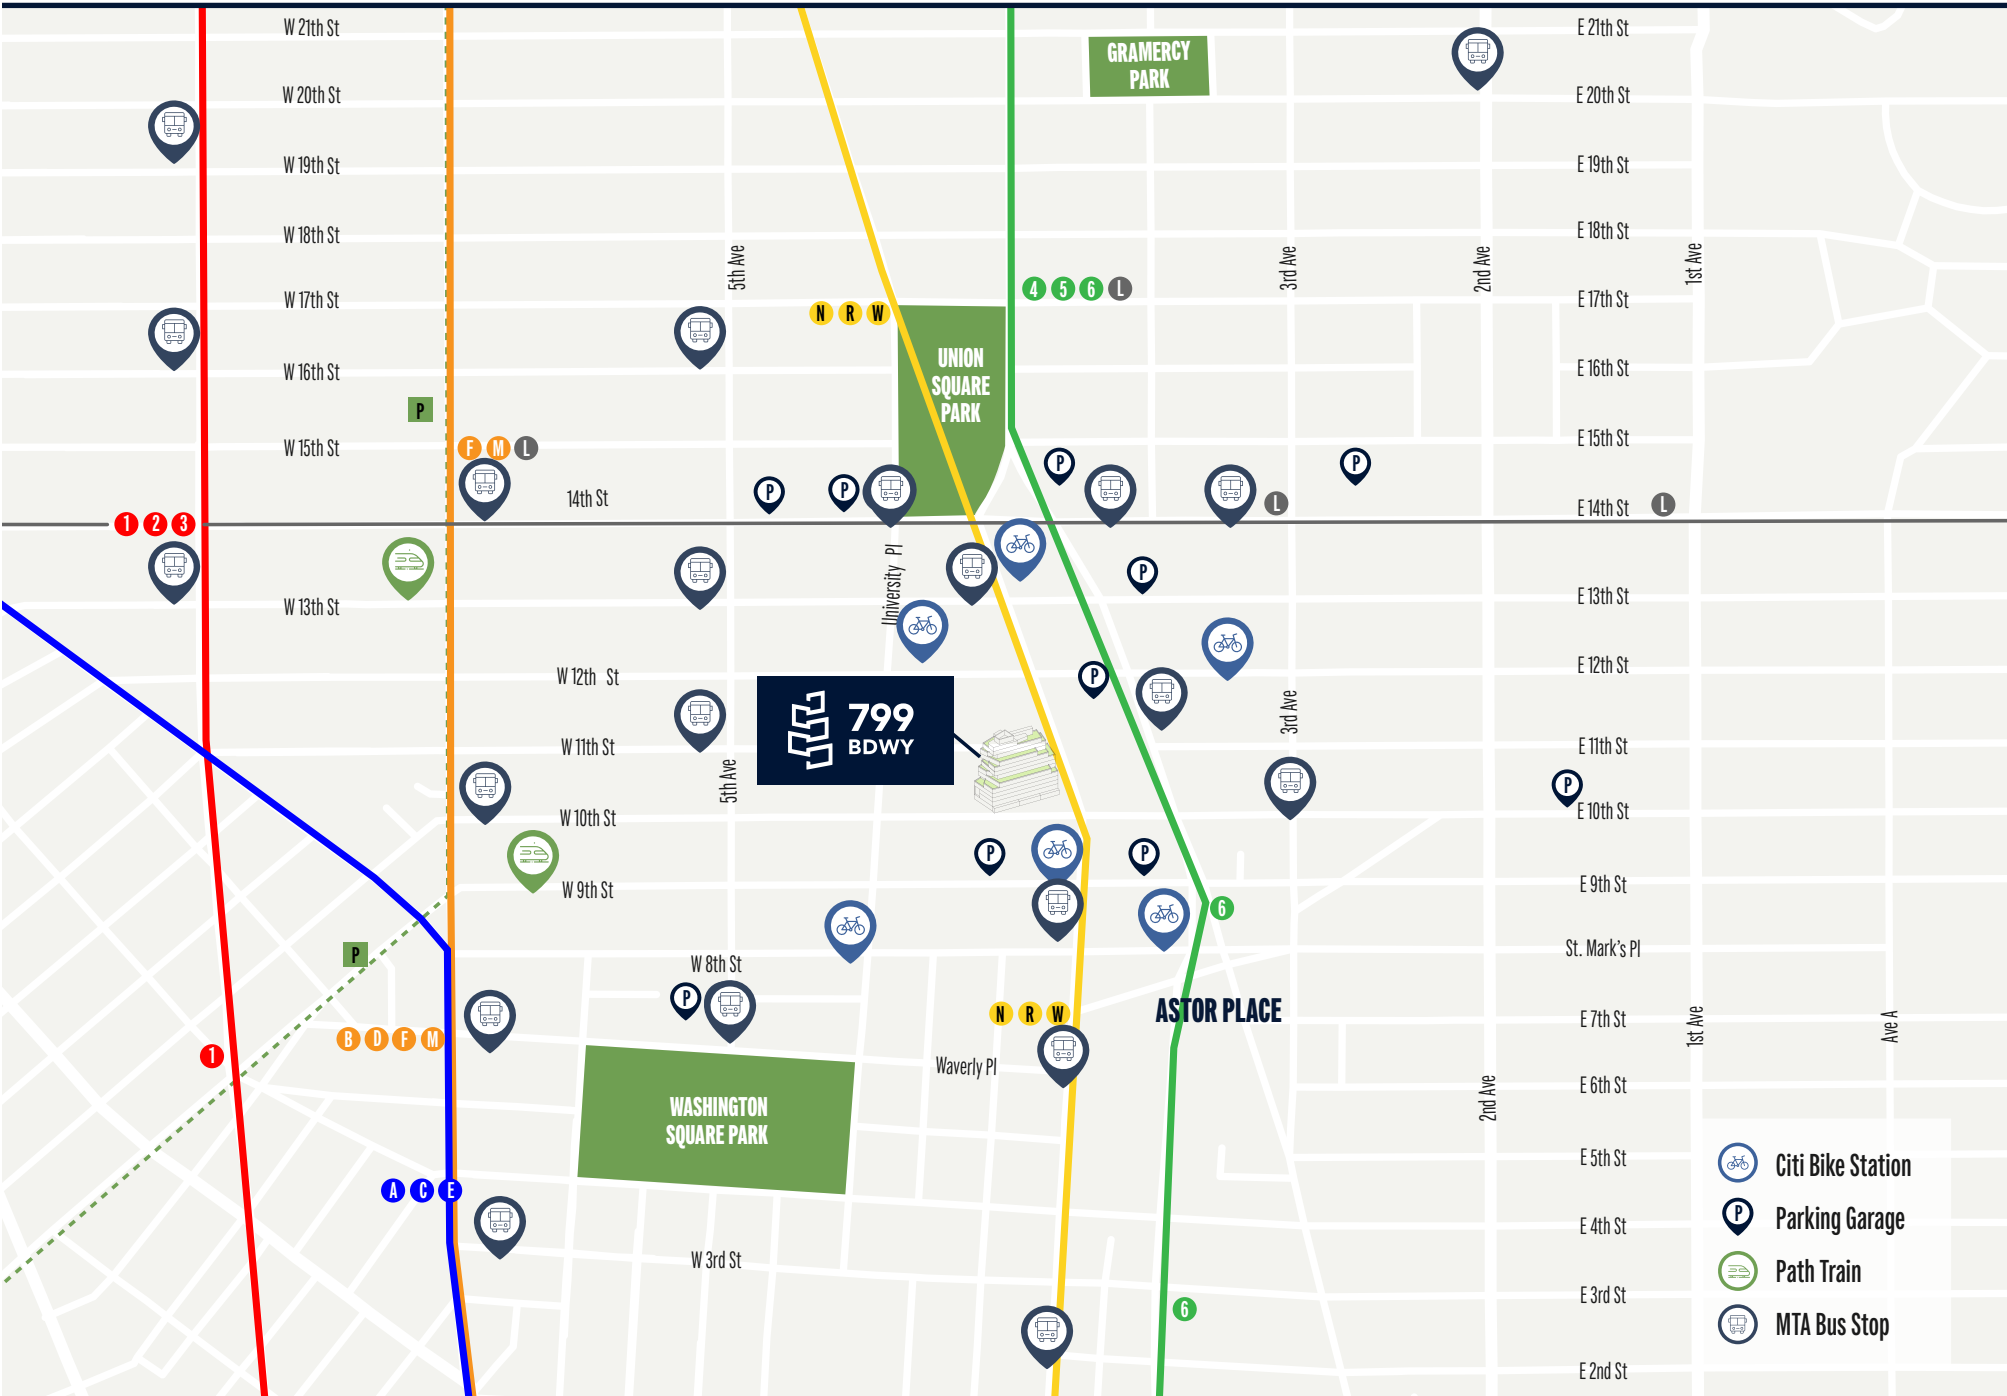 W 21th St
E 21th St
GRAMERCY
PARK
W 20th St
E 20th St
W 19th St
E 19th St
W 18th St
E 18th St
5th Ave
3rd Ave
2nd Ave
1st Ave
4 5 6 L
W 17th St
N R W
E 17th St
UNION
SQUARE
PARK
W 16th St
E 16th St
P
W 15th St
F M L
E 15th St
P
P
P
P
14th St
L
E 14th St
L
1 2 3
University Pl
P
W 13th St
E 13th St
W 12th St
E 12th St
P
799
BDWY
3rd Ave
W 11th St
E 11th St
5th Ave
P
W 10th St
E 10th St
P
P
W 9th St
E 9th St
6
P
W 8th St
St. Mark's Pl
P
N R W
ASTOR PLACE
E 7th St
1st Ave
Ave A
B D F M
1
Waverly Pl
E 6th St
2nd Ave
WASHINGTON
SQUARE PARK
E 5th St
Citi Bike Station
A C E
P
Parking Garage
E 4th St
W 3rd St
Path Train
E 3rd St
6
MTA Bus Stop
E 2nd St